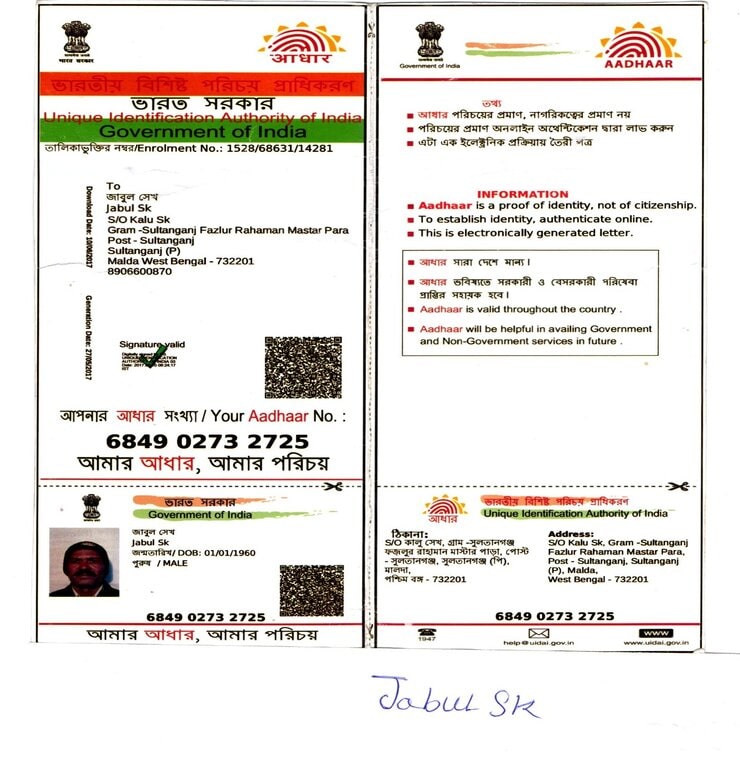 भारत सरकार
आधार
ভারতীয় বিশিষ্ট পরিচয় প্রাধিকরণ
ভারত সরকার
Unique Identification Authority of India
Government of India
তালিকাভুক্তির নম্বর/Enrolment No.: 1528/68631/14281
Download Date: 10/06/2017
Generation Date: 27/05/2017
To
জাবুল সেখ
Jabul Sk
S/O Kalu Sk
Gram -Sultanganj Fazlur Rahaman Mastar Para
Post - Sultanganj
Sultanganj (P)
Malda West Bengal - 732201
8906600870
Signature valid
আপনার আধার সংখ্যা / Your Aadhaar No. :
6849 0273 2725
আমার আধার, আমার পরিচয়
ভারত সরকার
Government of India
জাবুল সেখ
Jabul Sk
জন্মতারিখ/ DOB: 01/01/1960
পুরুষ / MALE
6849 0273 2725
আমার আধার, আমার পরিচয়
Government of India
AADHAAR
তথ্য
আধার পরিচয়ের প্রমাণ, নাগরিকত্বের প্রমাণ নয়
পরিচয়ের প্রমাণ অনলাইন অথেন্টিকেশন দ্বারা লাভ করুন
এটা এক ইলেক্ট্রনিক প্রক্রিয়ায় তৈরী পত্র
INFORMATION
Aadhaar is a proof of identity, not of citizenship.
To establish identity, authenticate online.
This is electronically generated letter.
আধার সারা দেশে মান্য।
আধার ভবিষ্যতে সরকারী ও বেসরকারী পরিষেবা
প্রাপ্তির সহায়ক হবে।
Aadhaar is valid throughout the country .
Aadhaar will be helpful in availing Government
and Non-Government services in future .
আধার
ভারতীয় বিশিষ্ট পরিচয় প্রাধিকরণ
Unique Identification Authority of India
ঠিকানা:
S/O কালু সেখ, গ্রাম -সুলতানগঞ্জ
ফজলুর রাহামান মাস্টার পাড়া, পোস্ট
- সুলতানগঞ্জ, সুলতানগঞ্জ (পি),
মালদা,
পশ্চিম বঙ্গ - 732201
Address:
S/O Kalu Sk, Gram -Sultanganj
Fazlur Rahaman Mastar Para,
Post - Sultanganj, Sultanganj
(P), Malda,
West Bengal - 732201
6849 0273 2725
1947
help@uidai.gov.in
www
www.uidai.gov.in
Jabul Sk